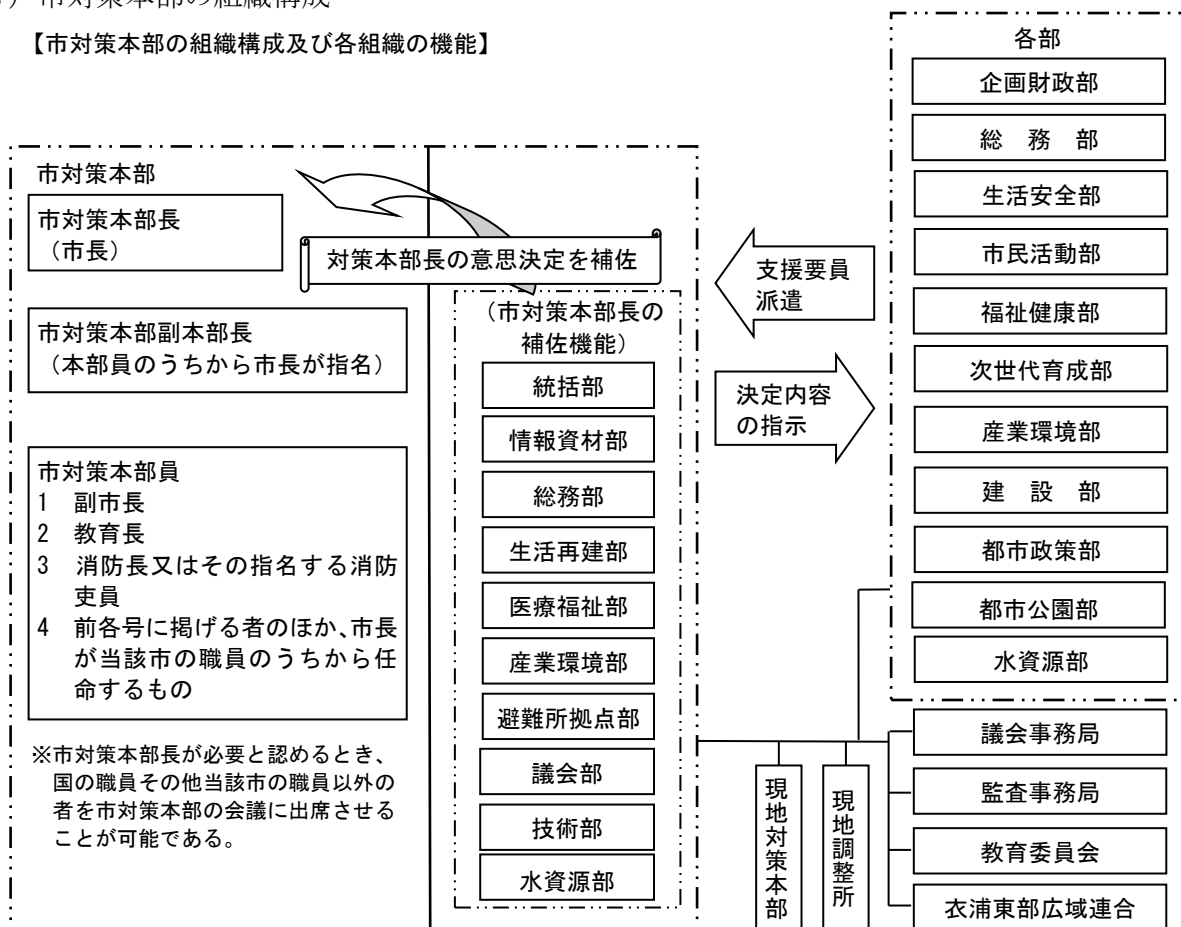 市対策本部の組織構成
【市対策本部の組織構成及び各組織の機能】
市対策本部
市対策本部長
（市長）
市対策本部副本部長
（本部員のうちから市長が指名）
市対策本部員
1 副市長
2 教育長
3 消防長又はその指名する消防
吏員
4 前各号に掲げる者のほか、市長
が当該市の職員のうちから任
命するもの
※市対策本部長が必要と認めるとき、
国の職員その他当該市の職員以外の
者を市対策本部の会議に出席させる
ことが可能である。
対策本部長の意思決定を補佐
（市対策本部長の
補佐機能）
統括部
情報資材部
総務部
生活再建部
医療福祉部
産業環境部
避難所拠点部
議会部
技術部
水資源部
支援要員
派遣
決定内容
の指示
現地対策本部
現地調整所
各部
企画財政部
総　務　部
生活安全部
市民活動部
福祉健康部
次世代育成部
産業環境部
建　設　部
都市政策部
都市公園部
水資源部
議会事務局
監査事務局
教育委員会
衣浦東部広域連合